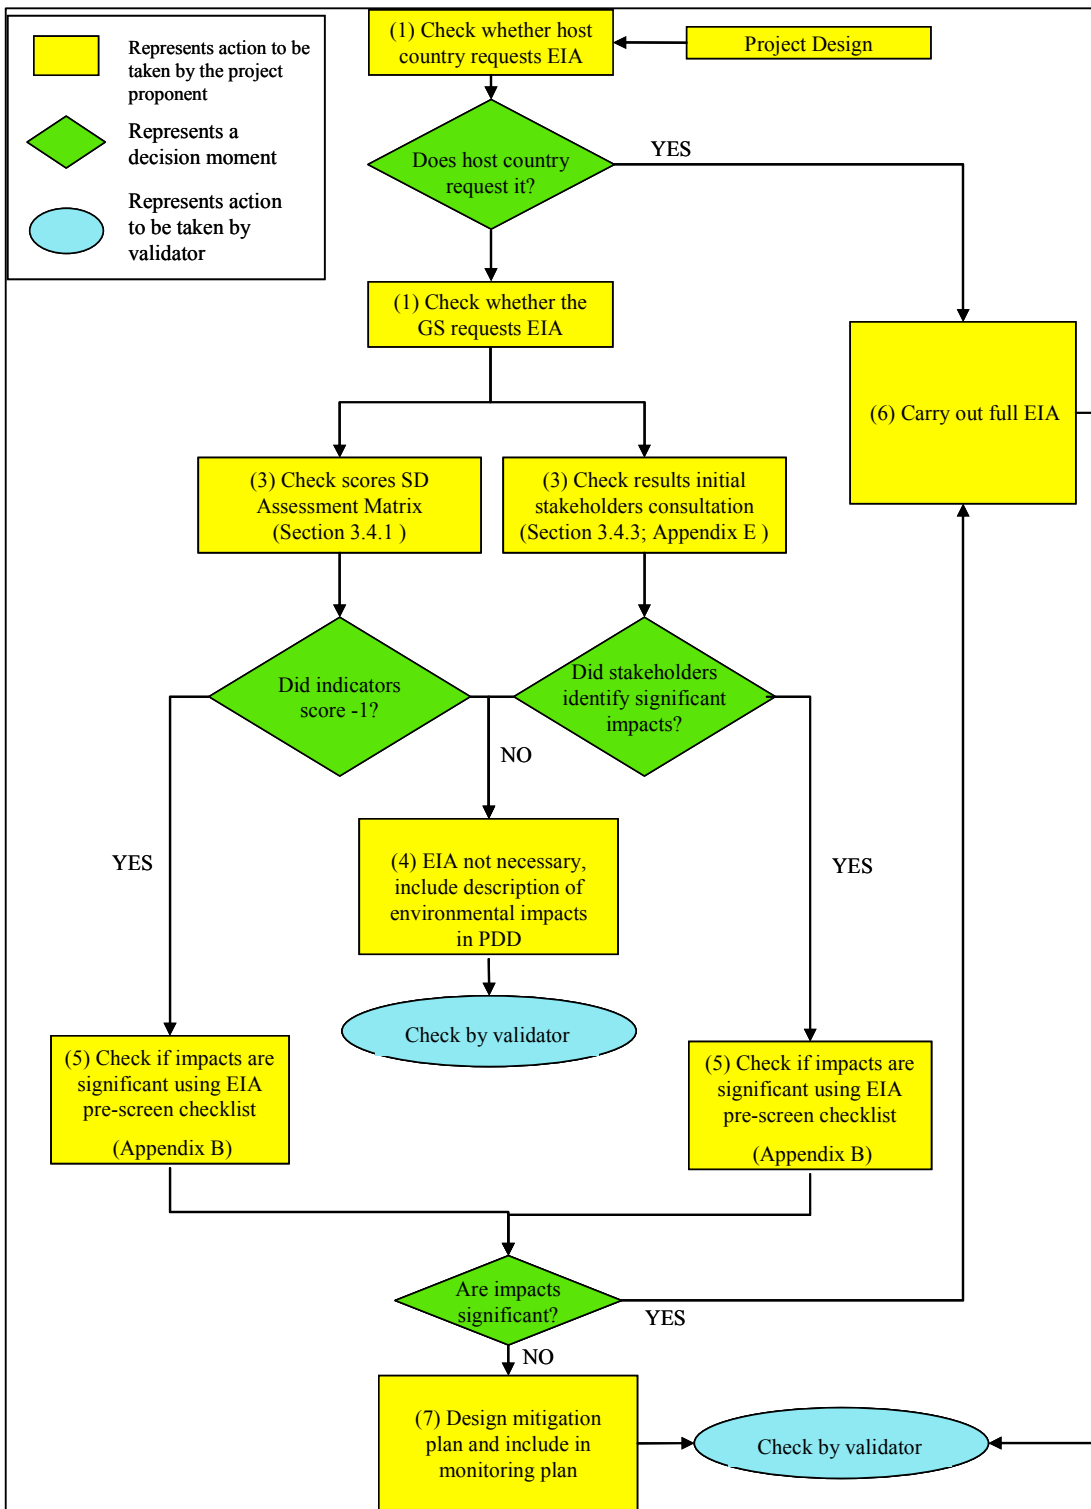 Represents action to be
taken by the project
proponent
Represents a
decision moment
Represents action
to be taken by
validator
(1) Check whether host
country requests EIA
Project Design
Does host country
request it?
YES
(1) Check whether the
GS requests EIA
(6) Carry out full EIA
(3) Check scores SD
Assessment Matrix
(Section 3.4.1 )
(3) Check results initial
stakeholders consultation
(Section 3.4.3; Appendix E )
Did indicators
score -1?
Did stakeholders
identify significant
impacts?
NO
YES
(4) EIA not necessary,
include description of
environmental impacts
in PDD
YES
Check by validator
(5) Check if impacts are
significant using EIA
pre-screen checklist
(Appendix B)
(5) Check if impacts are
significant using EIA
pre-screen checklist
(Appendix B)
Are impacts
significant?
YES
NO
(7) Design mitigation
plan and include in
monitoring plan
Check by validator